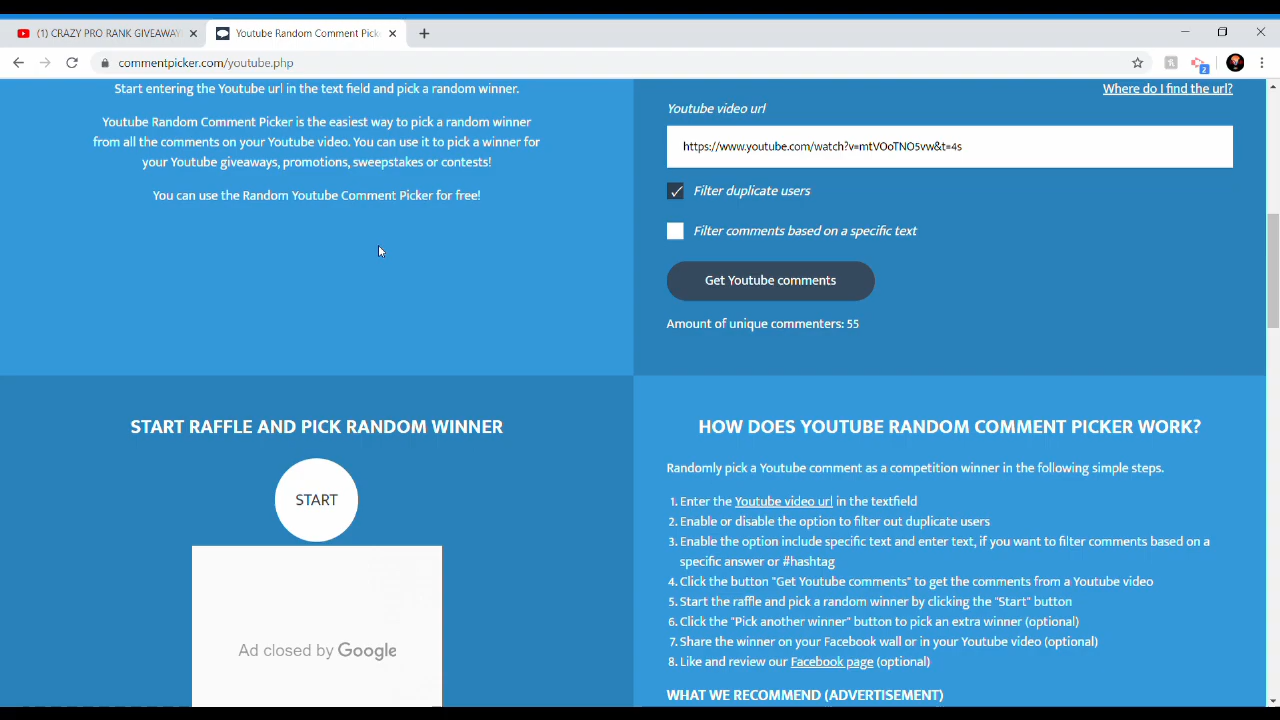 (1) CRAZY PRO RANK GIVEAWAY
Youtube Random Comment Pick
commentpicker.com/youtube.php
2
Start entering the Youtube url in the text field and pick a random winner.
Youtube Random Comment Picker is the easiest way to pick a random winner
from all the comments on your Youtube video. You can use it to pick a winner for
your Youtube giveaways, promotions, sweepstakes or contests!
You can use the Random Youtube Comment Picker for free!
Where do I find the url?
Youtube video url
https://www.youtube.com/watch?v=mtVOoTNO5vw&t=4s
Filter duplicate users
Filter comments based on a specific text
Get Youtube comments
Amount of unique commenters: 55
START RAFFLE AND PICK RANDOM WINNER
START
Ad closed by Google
HOW DOES YOUTUBE RANDOM COMMENT PICKER WORK?
Randomly pick a Youtube comment as a competition winner in the following simple steps.
1. Enter the Youtube video url in the textfield
2. Enable or disable the option to filter out duplicate users
3. Enable the option include specific text and enter text, if you want to filter comments based on a
specific answer or #hashtag
4. Click the button "Get Youtube comments" to get the comments from a Youtube video
5. Start the raffle and pick a random winner by clicking the "Start" button
6. Click the "Pick another winner" button to pick an extra winner (optional)
7. Share the winner on your Facebook wall or in your Youtube video (optional)
8. Like and review our Facebook page (optional)
WHAT WE RECOMMEND (ADVERTISEMENT)